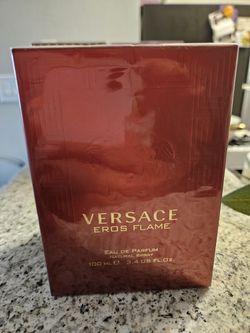 VERSACE
EROS FLAME
EAU DE PARFUM
NATURAL SPRAY
100 ML ℮ 3.4 US FL.OZ.